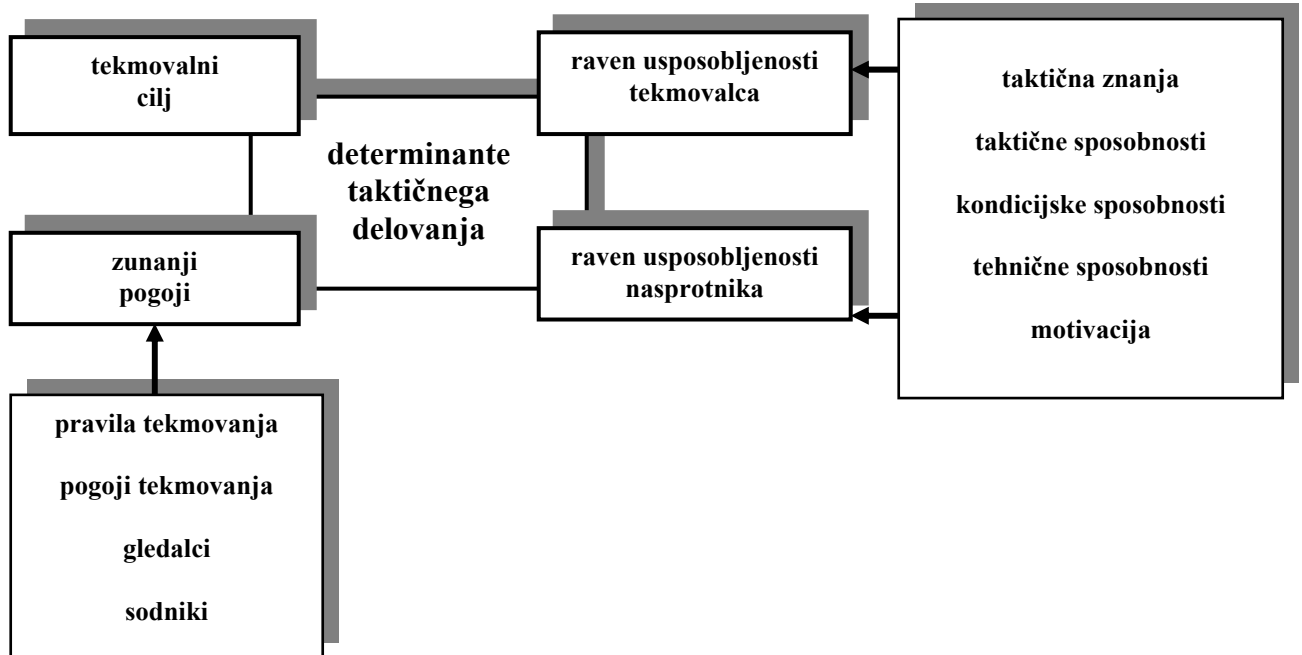 tekmovalni
cilj
raven usposobljenosti
tekmovalca
determinante
taktičnega
delovanja
zunanji
pogoji
raven usposobljenosti
nasprotnika
taktična znanja
taktične sposobnosti
kondicijske sposobnosti
tehnične sposobnosti
motivacija
pravila tekmovanja
pogoji tekmovanja
gledalci
sodniki